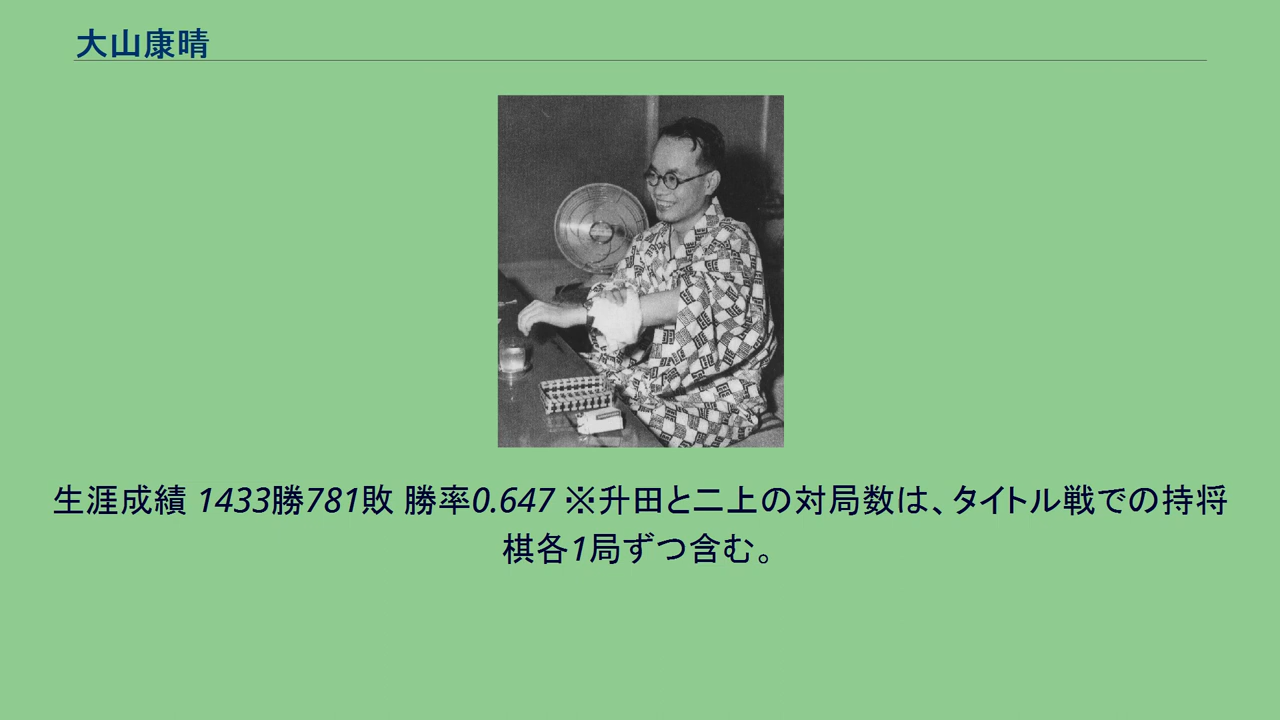 大山康晴
生涯成績 1433勝781敗 勝率0.647 ※升田と二上の対局数は、タイトル戦での持将
棋各1局ずつ含む。